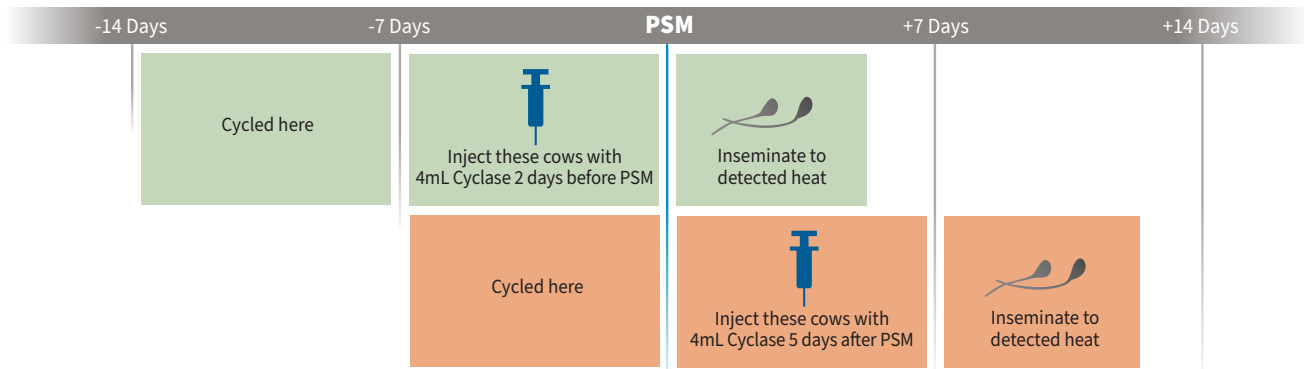 -14 Days
-7 Days
PSM
+7 Days
+14 Days
Cycled here
Inject these cows with
4mL Cyclase 2 days before PSM
Inseminate to
detected heat
Cycled here
Inject these cows with
4mL Cyclase 5 days after PSM
Inseminate to
detected heat